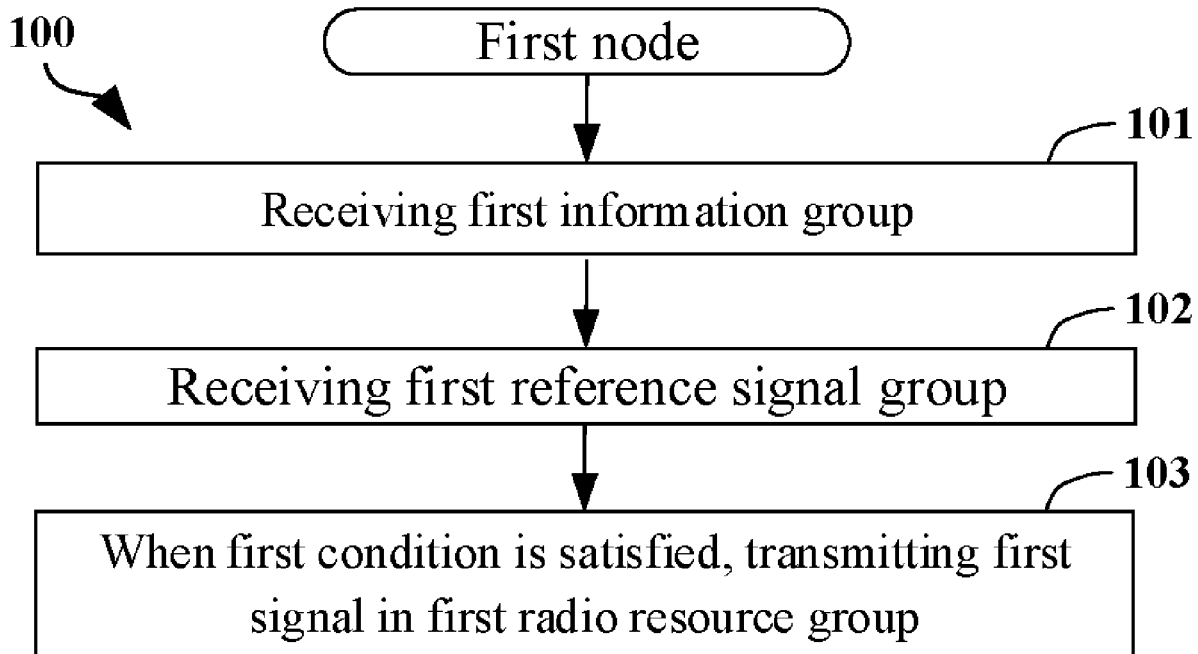 100
First node
101
Receiving first information group
102
Receiving first reference signal group
103
When first condition is satisfied, transmitting first
signal in first radio resource group